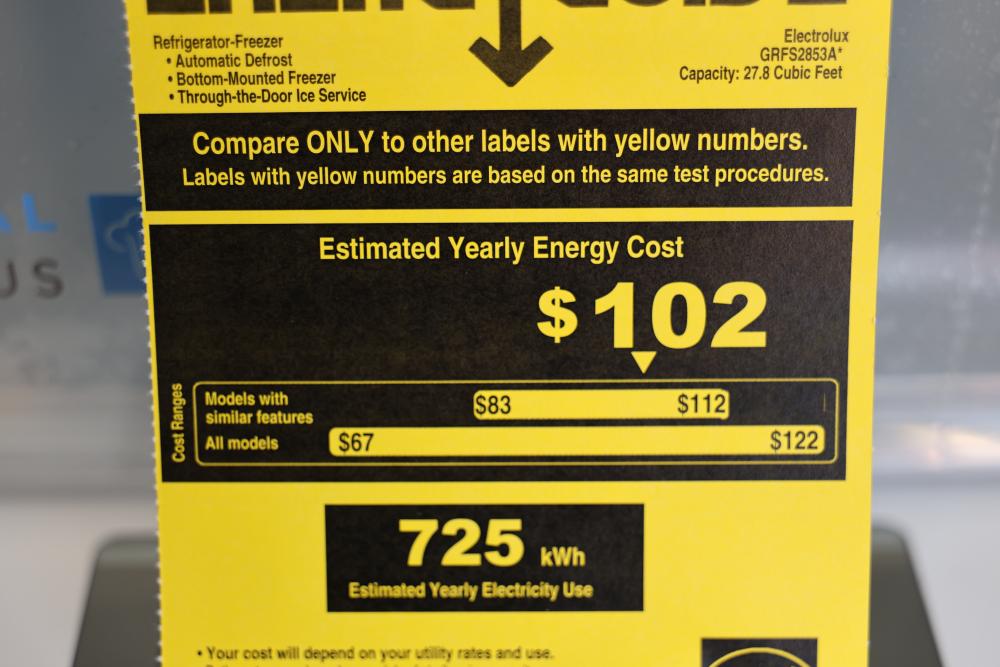 Refrigerator-Freezer
• Automatic Defrost
• Bottom-Mounted Freezer
• Through-the-Door Ice Service
Electrolux
GRFS2853A*
Capacity: 27.8 Cubic Feet
Compare ONLY to other labels with yellow numbers.
Labels with yellow numbers are based on the same test procedures.
Estimated Yearly Energy Cost
$102
Cost Ranges
Models with
similar features
$83 $112
All models $67 $122
725 kWh
Estimated Yearly Electricity Use
• Your cost will depend on your utility rates and use.